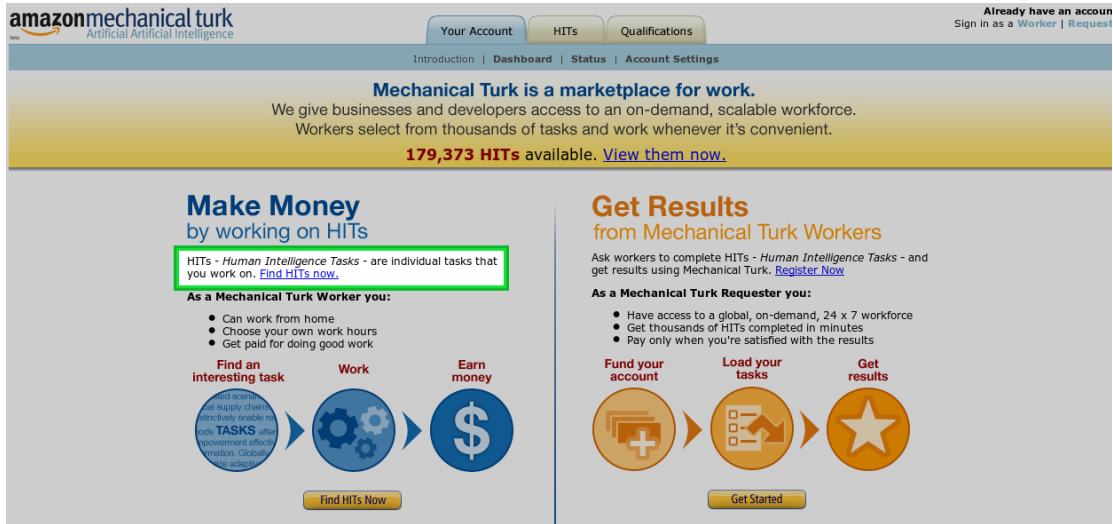 amazonmechanical turk
beta
Artificial Artificial Intelligence
Your Account
HITs
Qualifications
Already have an accoun
Sign in as a Worker | Request
Introduction | Dashboard | Status | Account Settings
Mechanical Turk is a marketplace for work.
We give businesses and developers access to an on-demand, scalable workforce.
Workers select from thousands of tasks and work whenever it's convenient.
179,373 HITs available. View them now.
Make Money
by working on HITs
HITs - Human Intelligence Tasks - are individual tasks that
you work on. Find HITs now.
As a Mechanical Turk Worker you:
• Can work from home
• Choose your own work hours
• Get paid for doing good work
Find an
interesting task
Work
Earn
money
TASKS after
$
Find HITs Now
Get Results
from Mechanical Turk Workers
Ask workers to complete HITs - Human Intelligence Tasks - and
get results using Mechanical Turk. Register Now
As a Mechanical Turk Requester you:
• Have access to a global, on-demand, 24 x 7 workforce
• Get thousands of HITs completed in minutes
• Pay only when you're satisfied with the results
Fund your
account
Load your
tasks
Get
results
Get Started